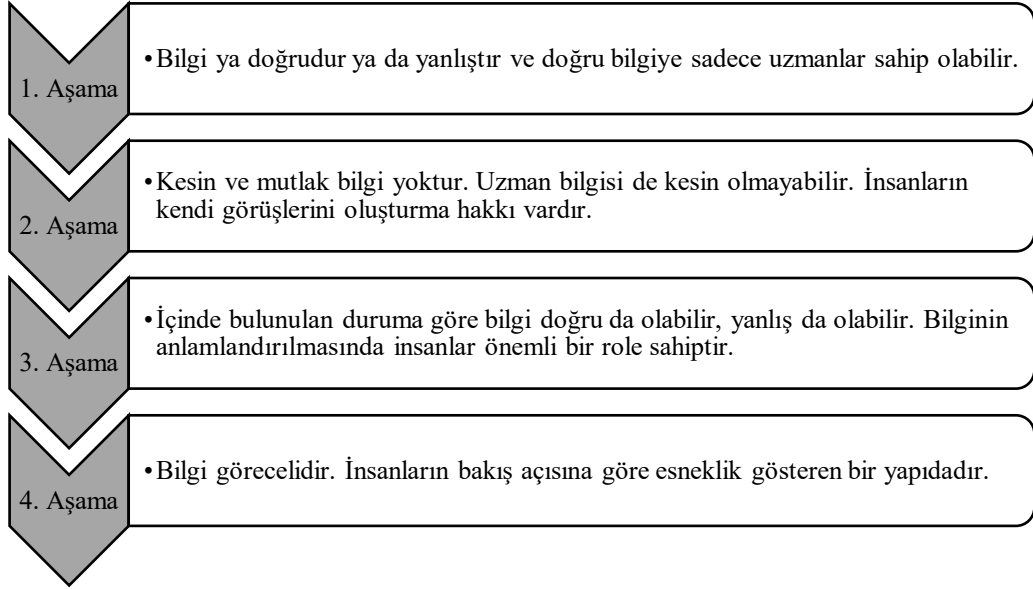 1. Aşama
•Bilgi ya doğrudur ya da yanlıştır ve doğru bilgiye sadece uzmanlar sahip olabilir.
2. Aşama
•Kesin ve mutlak bilgi yoktur. Uzman bilgisi de kesin olmayabilir. İnsanların
kendi görüşlerini oluşturma hakkı vardır.
3. Aşama
•İçinde bulunulan duruma göre bilgi doğru da olabilir, yanlış da olabilir. Bilginin
anlamlandırılmasında insanlar önemli bir role sahiptir.
4. Aşama
•Bilgi görecelidir. İnsanların bakış açısına göre esneklik gösteren bir yapıdadır.